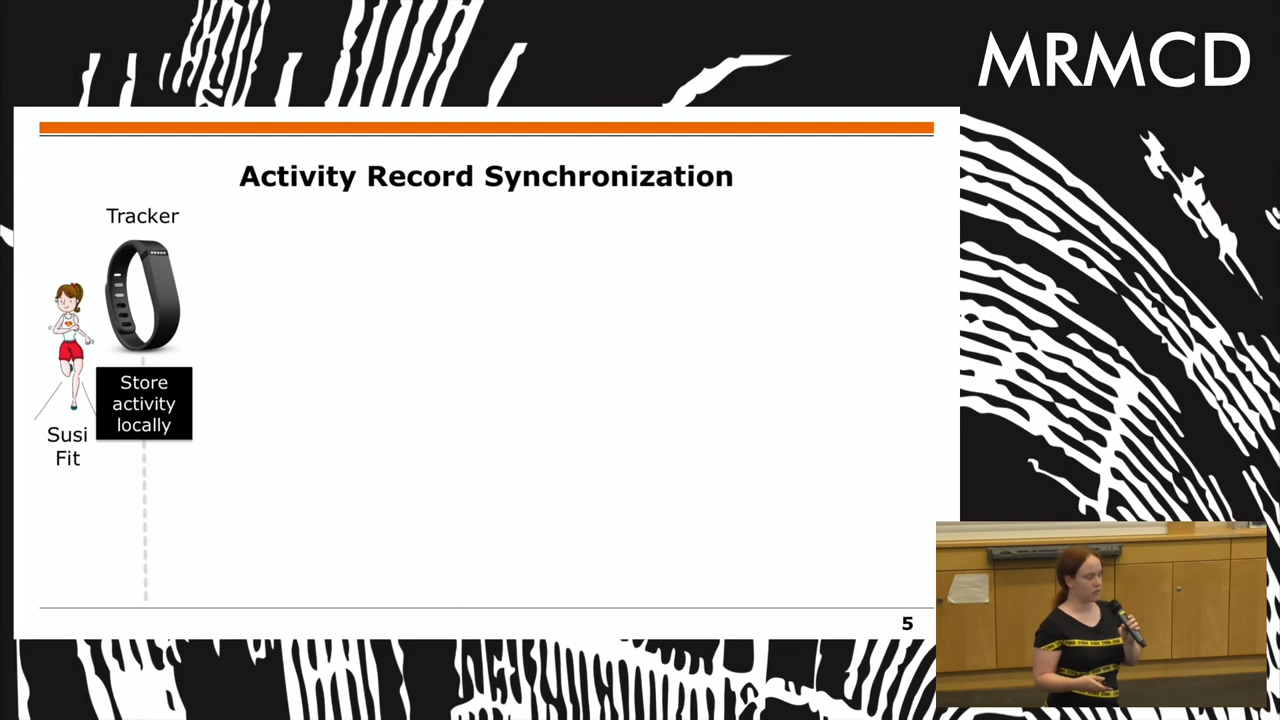 MRMCD
Activity Record Synchronization
Tracker
Store
activity
locally
Susi
Fit
5